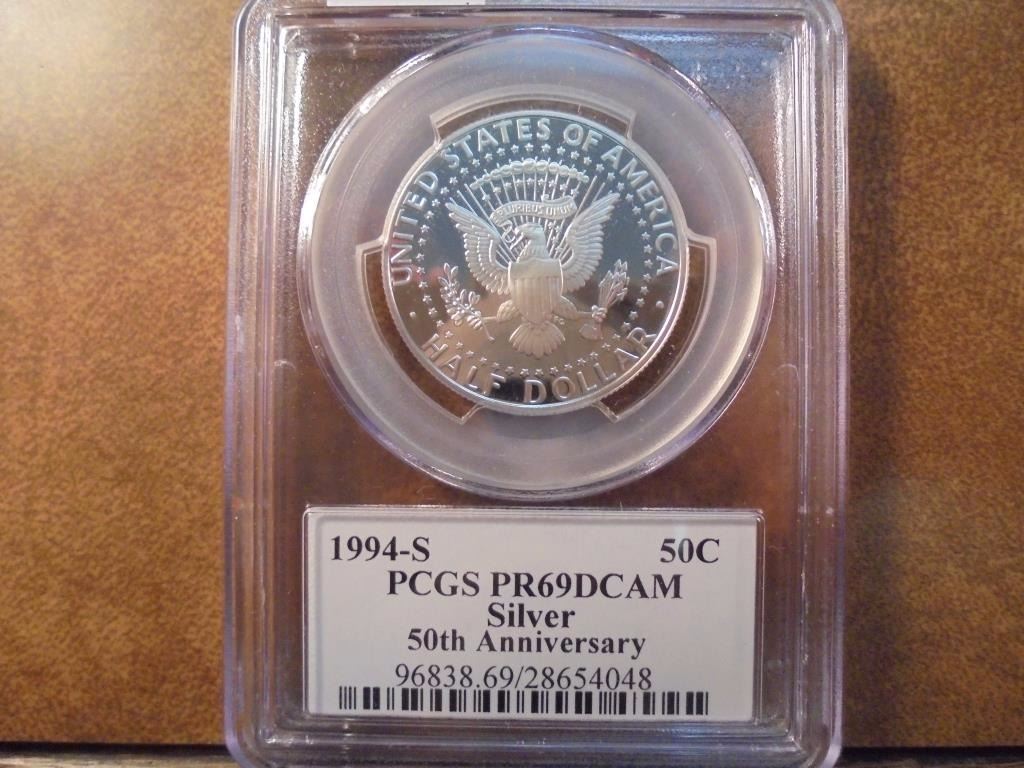 UNITED STATES OF AMERICA
E PLURIBUS UNUM
HALF DOLLAR
1994-S 50C
PCGS PR69DCAM
Silver
50th Anniversary
96838.69/28654048